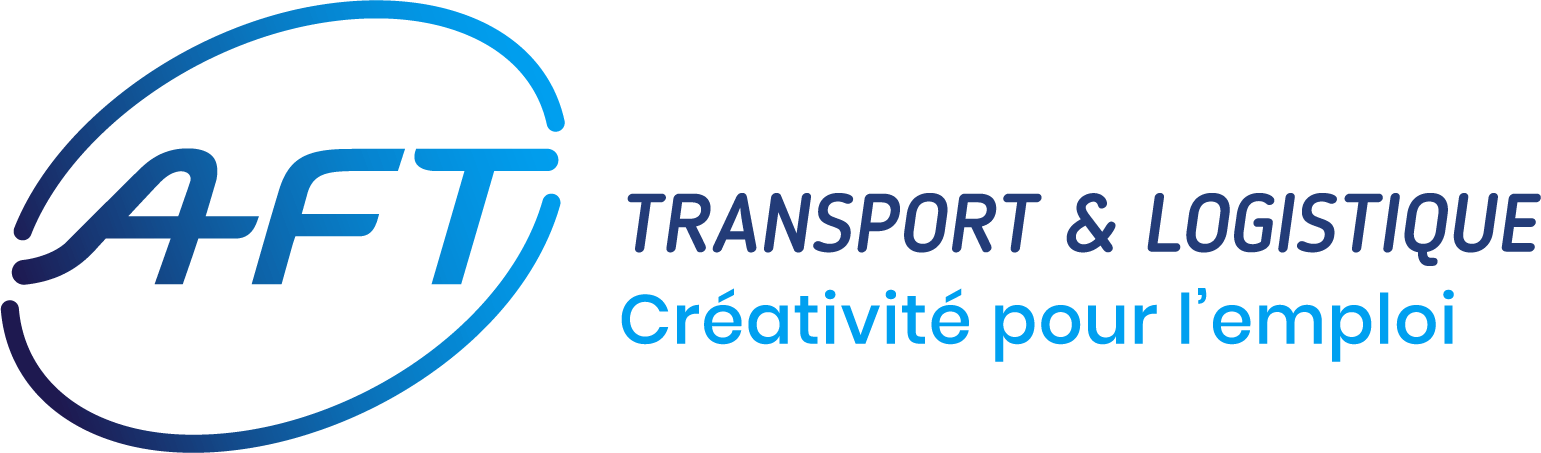 AFT
TRANSPORT & LOGISTIQUE
Créativité pour l’emploi